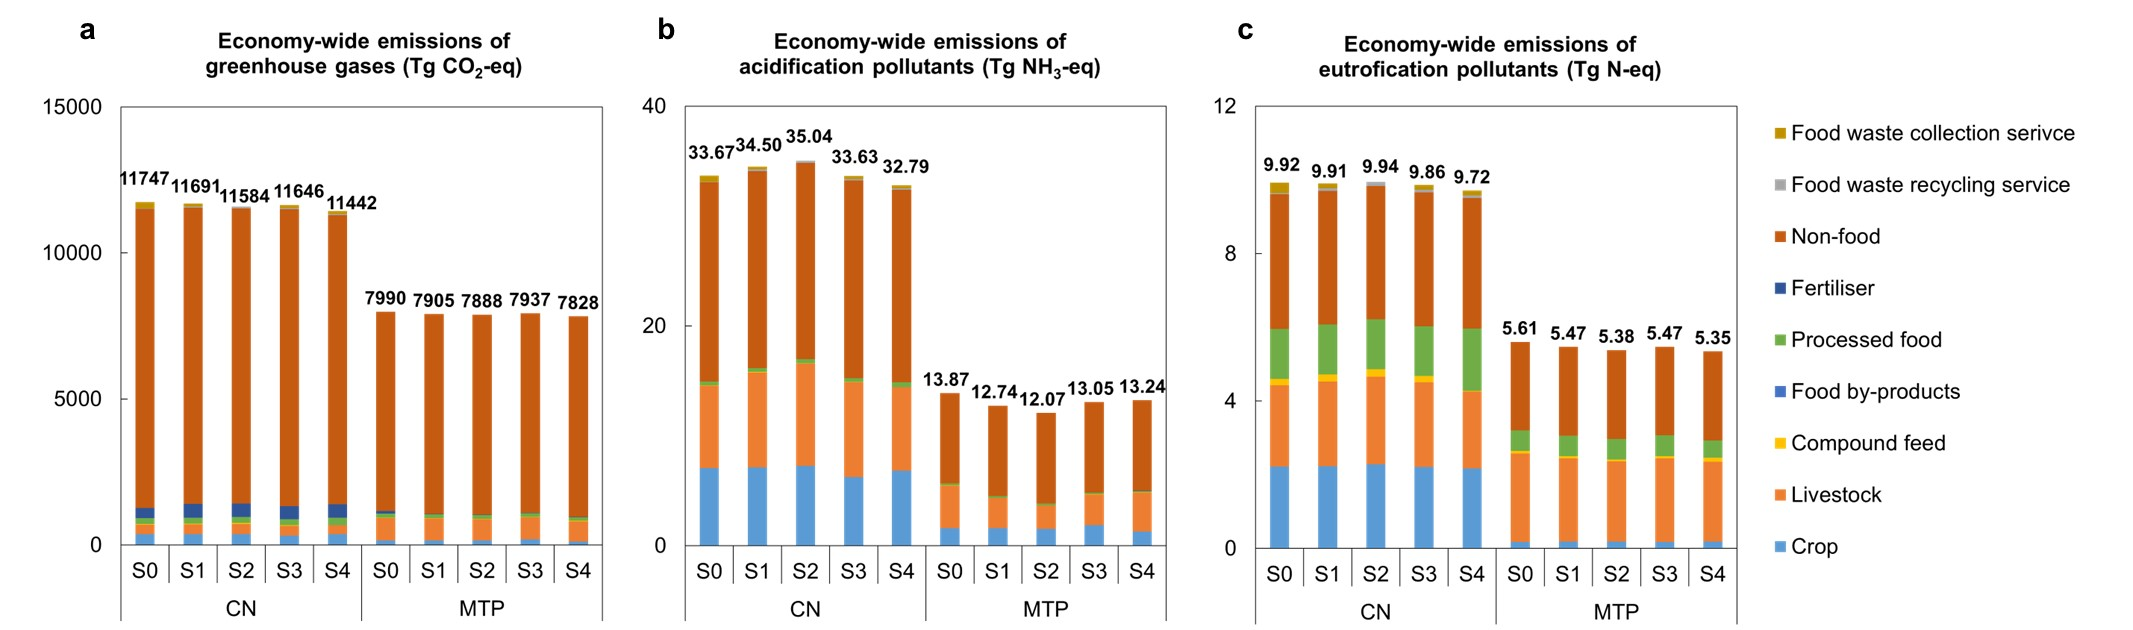 a
Economy-wide emissions of
greenhouse gases (Tg CO₂-eq)
15000
10000
5000
0
11747
11691
11584
11646
11442
7990
7905
7888
7937
7828
S0
S1
S2
S3
S4
S0
S1
S2
S3
S4
CN
MTP
b
Economy-wide emissions of
acidification pollutants (Tg NH₃-eq)
40
20
0
33.67
34.50
35.04
33.63
32.79
13.87
12.74
12.07
13.05
13.24
S0
S1
S2
S3
S4
S0
S1
S2
S3
S4
CN
MTP
c
Economy-wide emissions of
eutrofication pollutants (Tg N-eq)
12
8
4
0
9.92
9.91
9.94
9.86
9.72
5.61
5.47
5.38
5.47
5.35
S0
S1
S2
S3
S4
S0
S1
S2
S3
S4
CN
MTP
Food waste collection serivce
Food waste recycling service
Non-food
Fertiliser
Processed food
Food by-products
Compound feed
Livestock
Crop